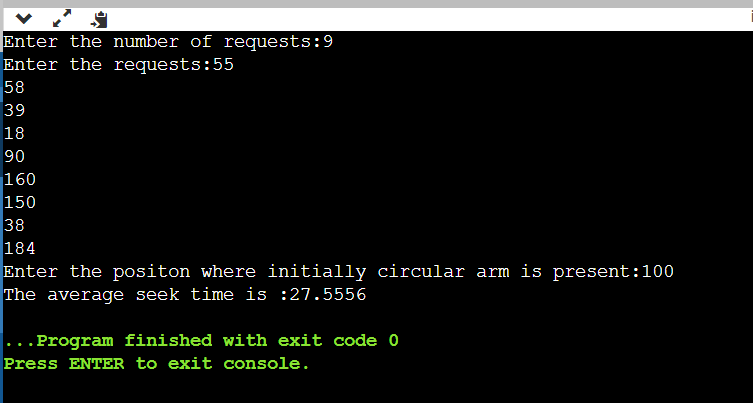 Enter the number of requests:9
Enter the requests:55
58
39
18
90
160
150
38
184
Enter the positon where initially circular arm is present:100
The average seek time is :27.5556
...Program finished with exit code 0
Press ENTER to exit console.